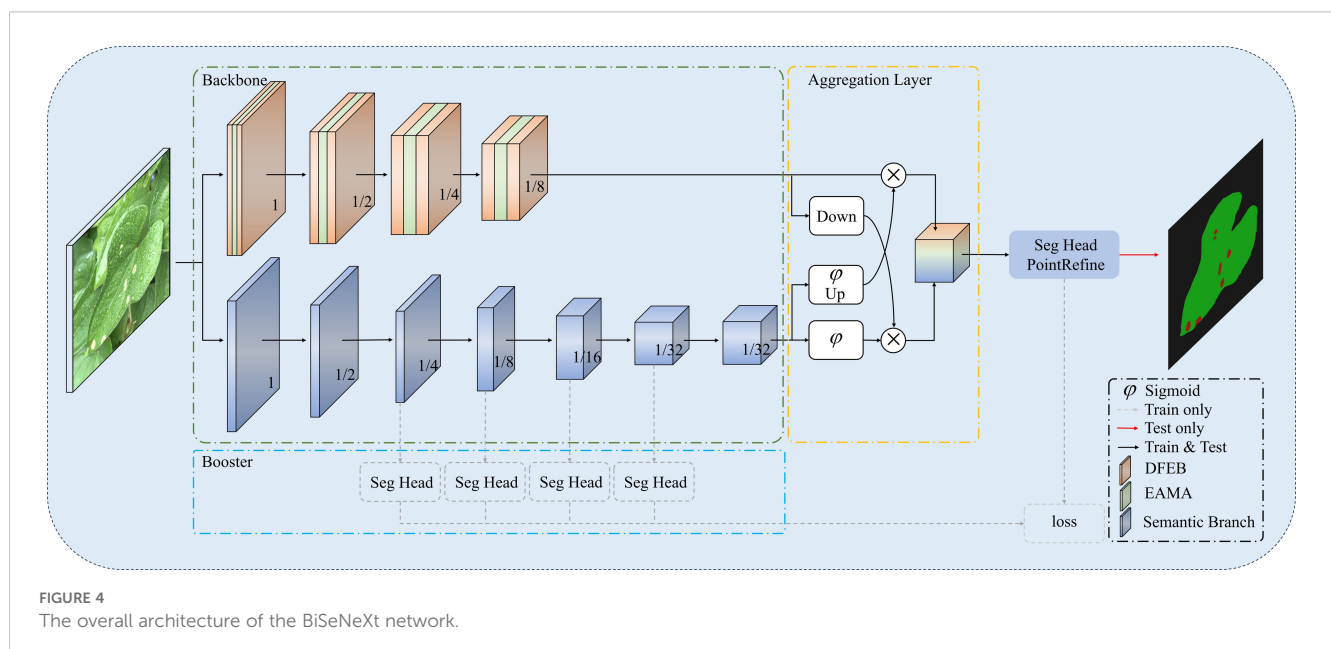 Backbone
Aggregation Layer
1
1/2
1/4
1/8
Down
φ
Up
φ
Seg Head
PointRefine
1
1/2
1/4
1/8
1/16
1/32
1/32
Booster
Seg Head
Seg Head
Seg Head
Seg Head
loss
φ Sigmoid
Train only
Test only
Train & Test
DFEB
EAMA
Semantic Branch
FIGURE 4
The overall architecture of the BiSeNeXt network.